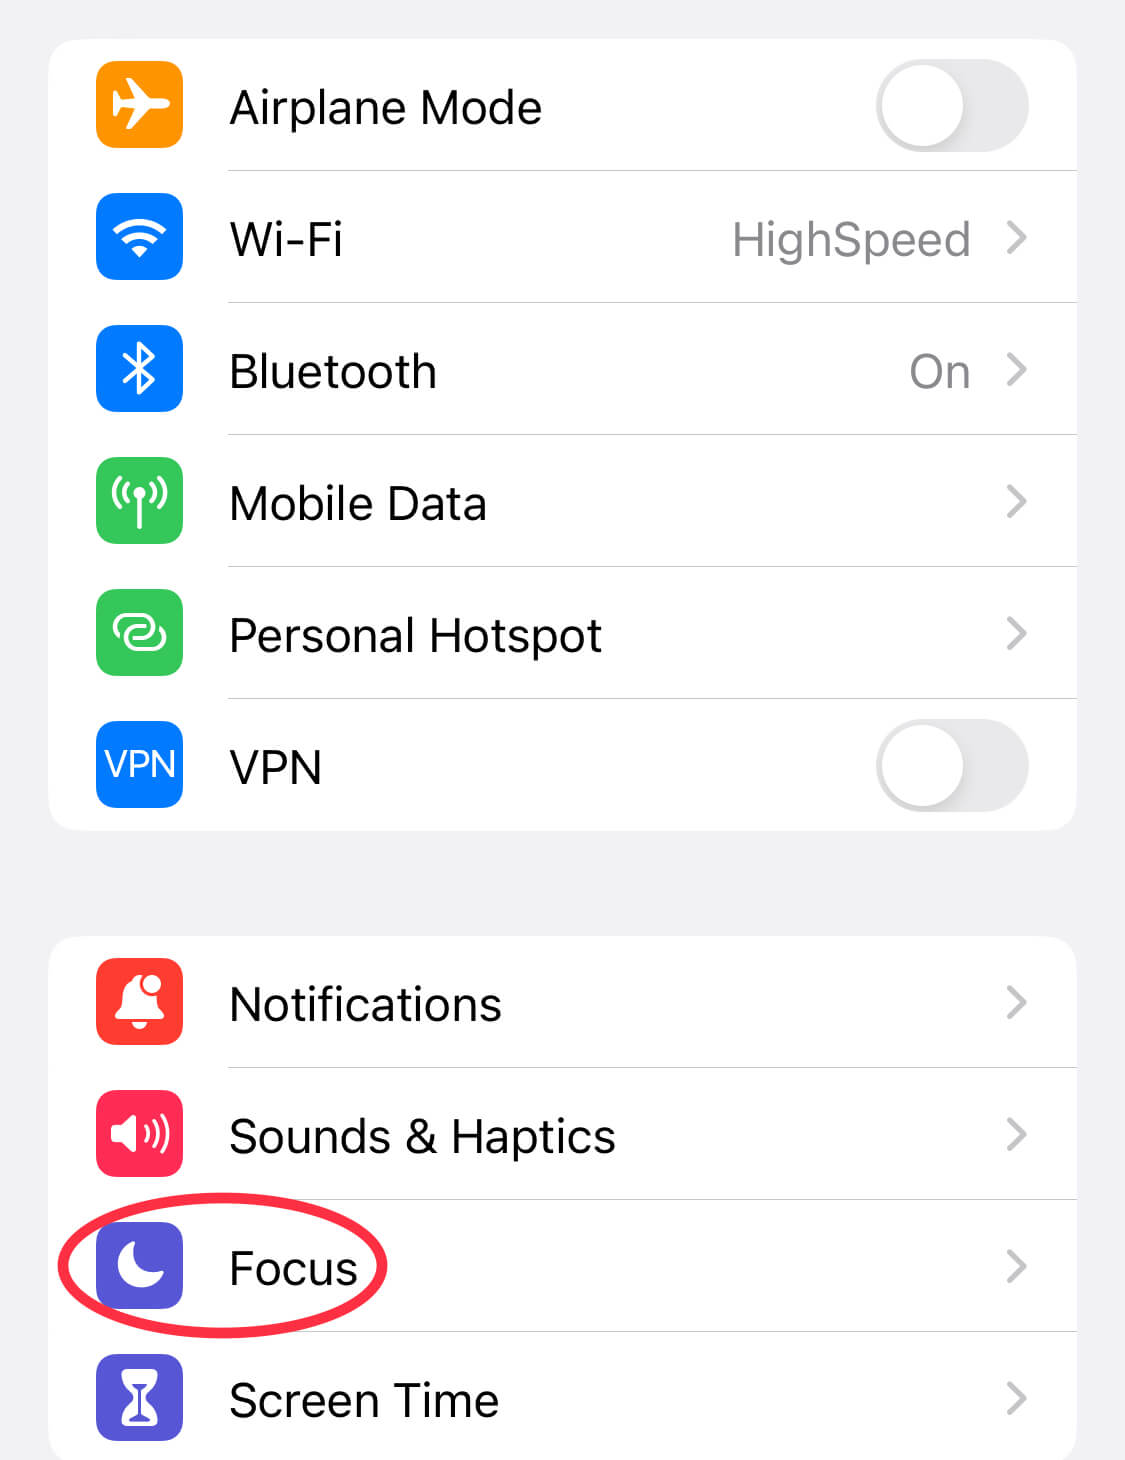 Airplane Mode
Wi-Fi HighSpeed
Bluetooth On
Mobile Data
Personal Hotspot
VPN VPN
Notifications
Sounds & Haptics
Focus
Screen Time